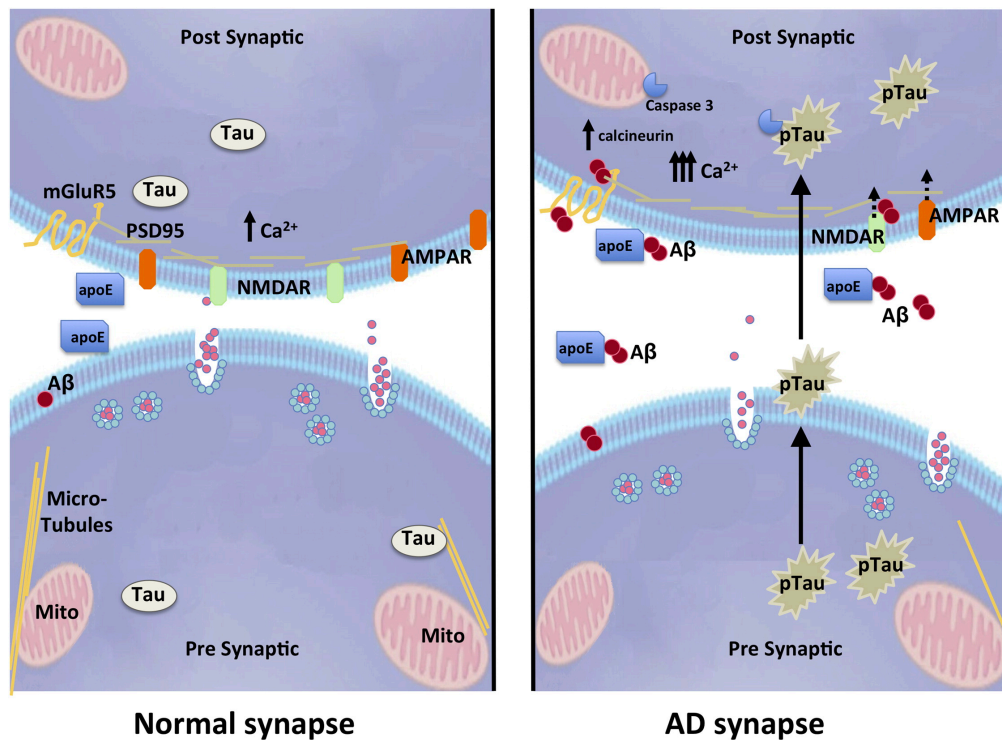 Post Synaptic
Tau
Tau
mGluR5
PSD95
Ca²⁺
AMPAR
NMDAR
apoE
apoE
Aβ
Micro-
Tubules
Tau
Tau
Mito
Mito
Pre Synaptic
Normal synapse
Post Synaptic
Caspase 3
pTau
pTau
calcineurin
Ca²⁺
AMPAR
NMDAR
apoE
Aβ
apoE
Aβ
apoE
Aβ
pTau
pTau
pTau
Pre Synaptic
AD synapse